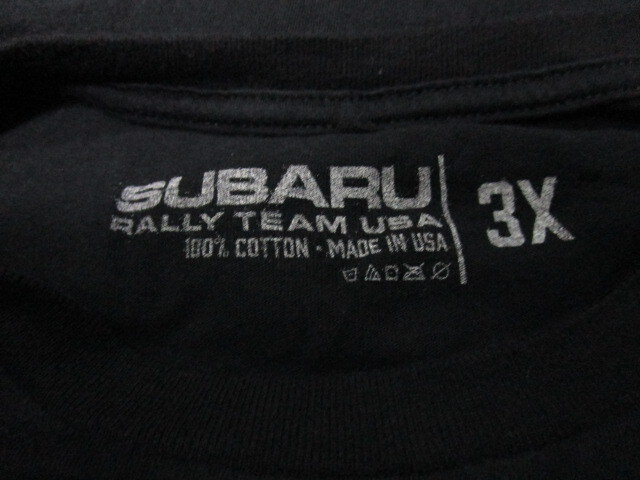 SUBARU
RALLY TEAM USA
100% COTTON · MADE IN USA
3X